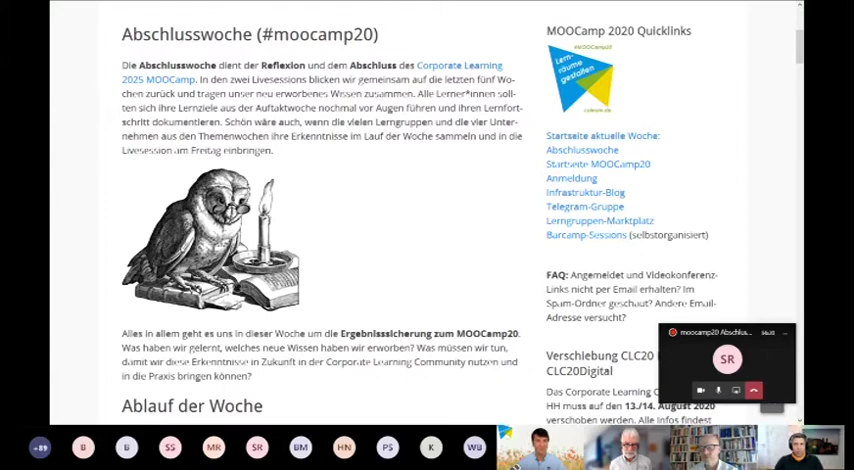 Abschlusswoche (#moocamp20)
Die Abschlusswoche dient der Reflexion und dem Abschluss des Corporate Learning
2025 MOOCamp. In den zwei Livesessions blicken wir gemeinsam auf die letzten fünf Wo-
chen zurück und tragen unser neu erworbenes Wissen zusammen. Alle Lerner*innen soll-
ten sich ihre Lernziele aus der Auftaktwoche nochmal vor Augen führen und ihren Lernfort-
schritt dokumentieren. Schön wäre auch, wenn die vielen Lerngruppen und die vier Unter-
nehmen aus den Themenwochen ihre Erkenntnisse im Lauf der Woche sammeln und in die
Livesession am Freitag einbringen.
Alles in allem geht es uns in dieser Woche um die Ergebnissicherung zum MOOCamp20.
Was haben wir gelernt, welches neue Wissen haben wir erworben? Was müssen wir tun,
damit wir diese Erkenntnisse in Zukunft in der Corporate Learning Community nutzen und
in die Praxis bringen können?
Ablauf der Woche
MOOCamp 2020 Quicklinks
#MOOCamp20
Lern-
räume
gestalten
Startseite aktuelle Woche:
Abschlusswoche
Startseite MOOCamp20
Anmeldung
Infrastruktur-Blog
Telegram-Gruppe
Lerngruppen-Marktplatz
Barcamp-Sessions (selbstorganisiert)
FAQ: Angemeldet und Videokonferenz-
Links nicht per Email erhalten? Im
Spam-Ordner geschaut? Andere Email-
Adresse versucht?
Verschiebung CLC20
CLC20Digital
Das Corporate Learning
HH muss auf den 13./14. August 2020
verschoben werden. Alle Infos findest
moocamp20 Abschlus...
SR
+89
B
SS
MR
SR
BM
HN
PS
K
WB